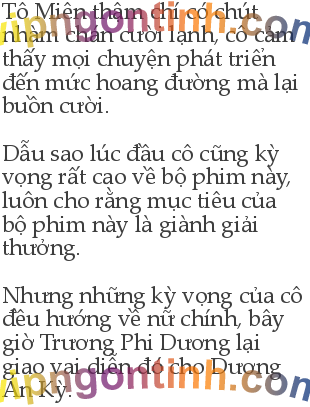 Tô Miên thậm chí có chút
nhàm chán cười lạnh, cô cảm
thấy mọi chuyện phát triển
đến mức hoang đường mà lại
buồn cười.
Dẫu sao lúc đầu cô cũng kỳ
vọng rất cao về bộ phim này,
luôn cho rằng mục tiêu của
bộ phim này là giành giải
thưởng.
Nhưng những kỳ vọng của cô
đều hướng về nữ chính, bây
giờ Trương Phi Dương lại
giao vai diễn đó cho Dương
An Kỳ.